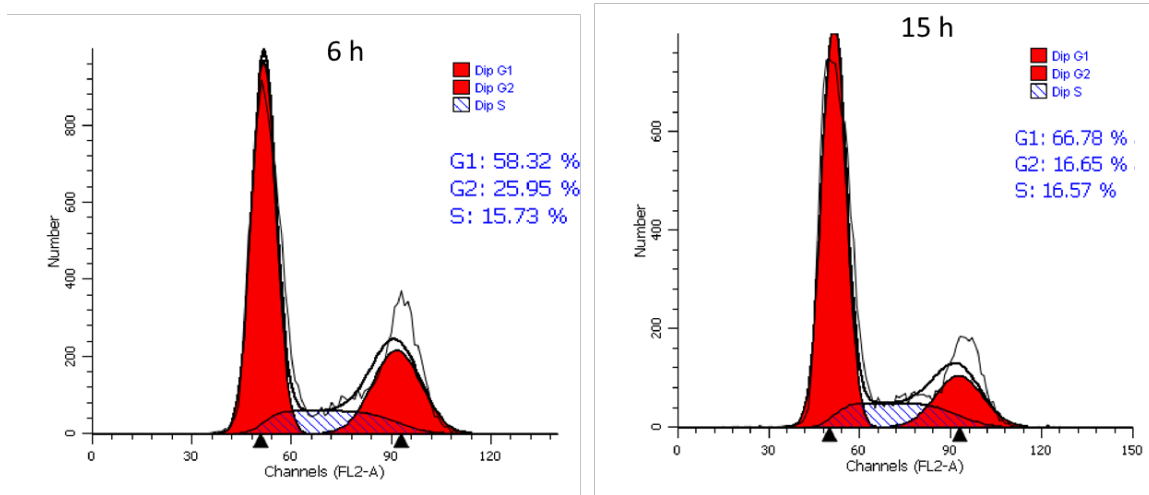 6 h
Dip G1
Dip G2
Dip S
G1: 58.32 %
G2: 25.95 %
S: 15.73 %
Number
800
600
400
200
0
0 30 60 90 120
Channels (FL2-A)
15 h
Dip G1
Dip G2
Dip S
G1: 66.78 %
G2: 16.65 %
S: 16.57 %
Number
600
400
200
0
0 30 60 90 120 150
Channels (FL2-A)